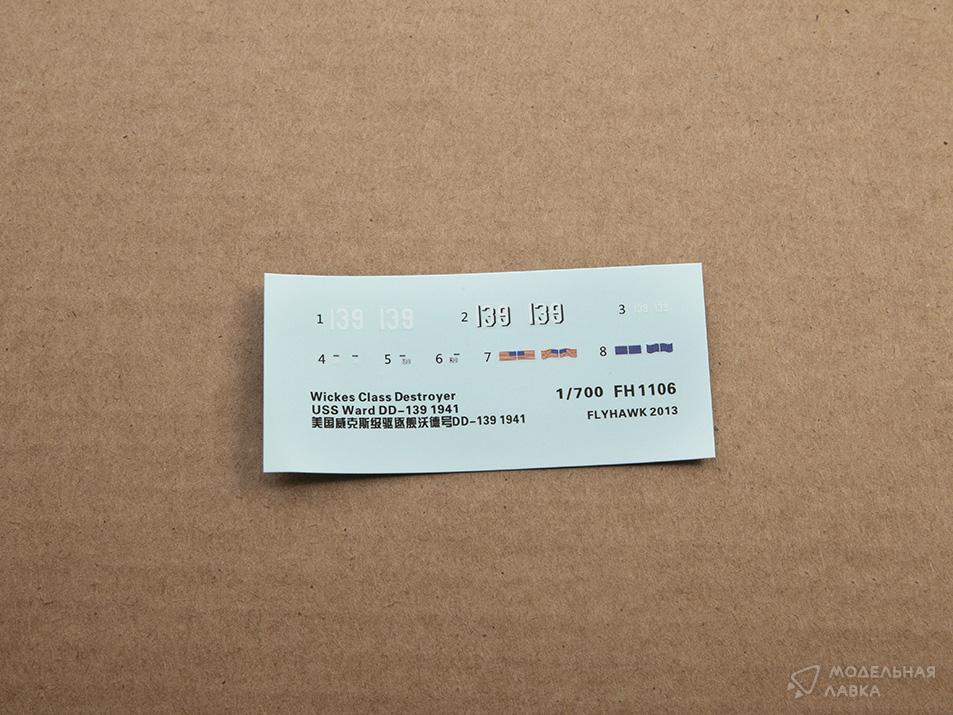 1 139 139 2 139 139 3 139 139
4 5 6 7 8
Wickes Class Destroyer
USS Ward DD-139 1941
美国威克斯级驱逐舰沃德号DD-139 1941
1/700 FH1106
FLYHAWK 2013
МОДЕЛЬНАЯ
ЛАВКА